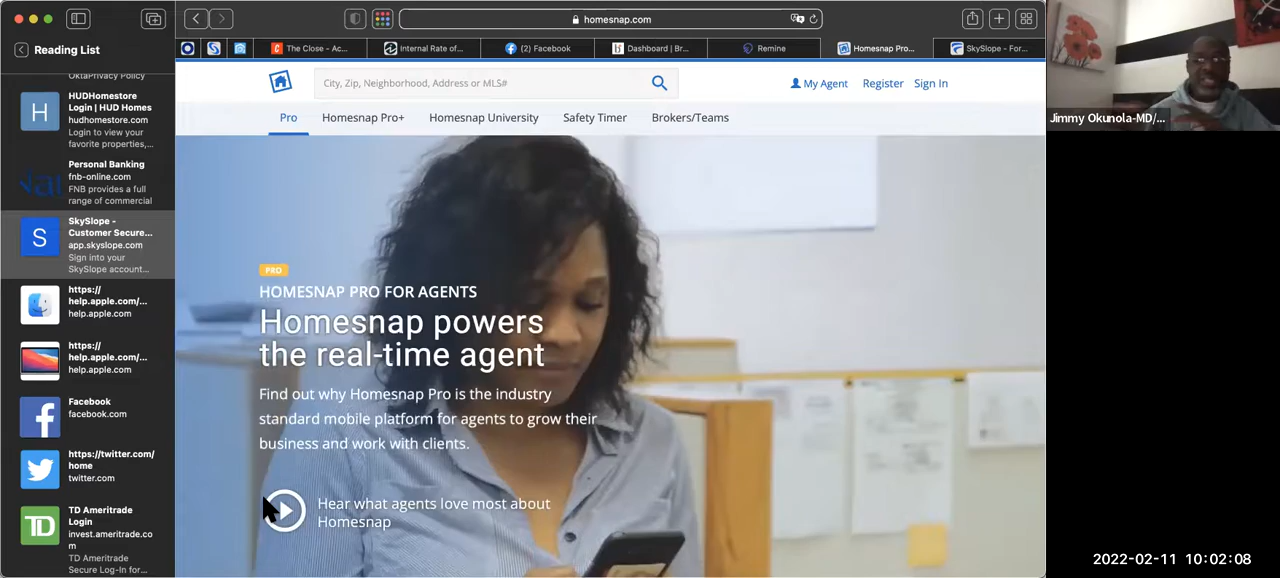 homesnap.com
Reading List
The Close - Ac...
Internal Rate of...
(2) Facebook
Dashboard | Br...
Remine
Homesnap Pro...
SkySlope - For...
OktaPrivacy Policy
HUDHomestore
Login | HUD Homes
hudhomestore.com
Login to view your
favorite properties,...
Personal Banking
fnb-online.com
FNB provides a full
range of commercial
SkySlope -
Customer Secure...
app.skyslope.com
Sign into your
SkySlope account...
https://
help.apple.com/...
help.apple.com
https://
help.apple.com/...
help.apple.com
Facebook
facebook.com
https://twitter.com/
home
twitter.com
TD Ameritrade
Login
invest.ameritrade.co
m
TD Ameritrade
Secure Log-In for...
City, Zip, Neighborhood, Address or MLS#
My Agent
Register
Sign In
Pro
Homesnap Pro+
Homesnap University
Safety Timer
Brokers/Teams
PRO
HOMESNAP PRO FOR AGENTS
Homesnap powers
the real-time agent
Find out why Homesnap Pro is the industry
standard mobile platform for agents to grow their
business and work with clients.
Hear what agents love most about
Homesnap
Jimmy Okunola-MD/...
2022-02-11 10:02:08